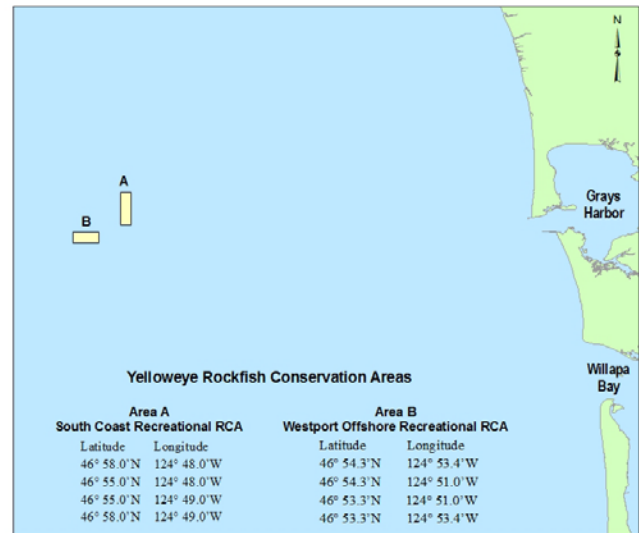 N
A
B
Grays
Harbor
Willapa
Bay
Yelloweye Rockfish Conservation Areas
Area A
South Coast Recreational RCA
Latitude Longitude
46° 58.0'N 124° 48.0'W
46° 55.0'N 124° 48.0'W
46° 55.0'N 124° 49.0'W
46° 58.0'N 124° 49.0'W
Area B
Westport Offshore Recreational RCA
Latitude Longitude
46° 54.3'N 124° 53.4'W
46° 54.3'N 124° 51.0'W
46° 53.3'N 124° 51.0'W
46° 53.3'N 124° 53.4'W